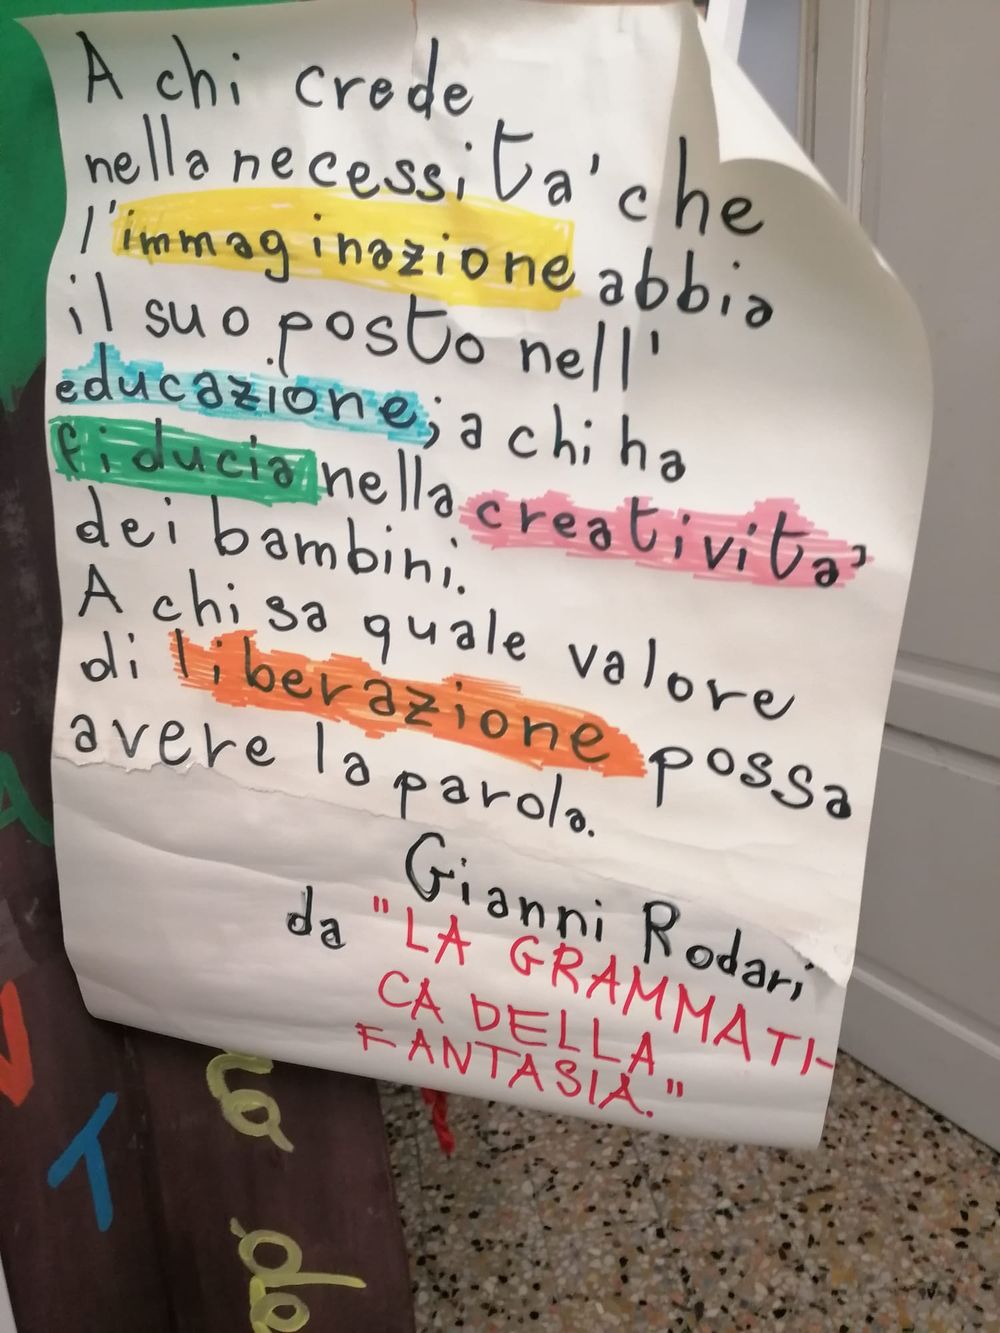 A chi crede
nella necessita' che
l'immaginazione abbia
il suo posto nell'
educazione; a chi ha
fiducia nella creativita'
dei bambini.
A chi sa quale valore
di liberazione possa
avere la parola.
Gianni Rodari
da "LA GRAMMATI-
CA DELLA
FANTASIA."
T
de